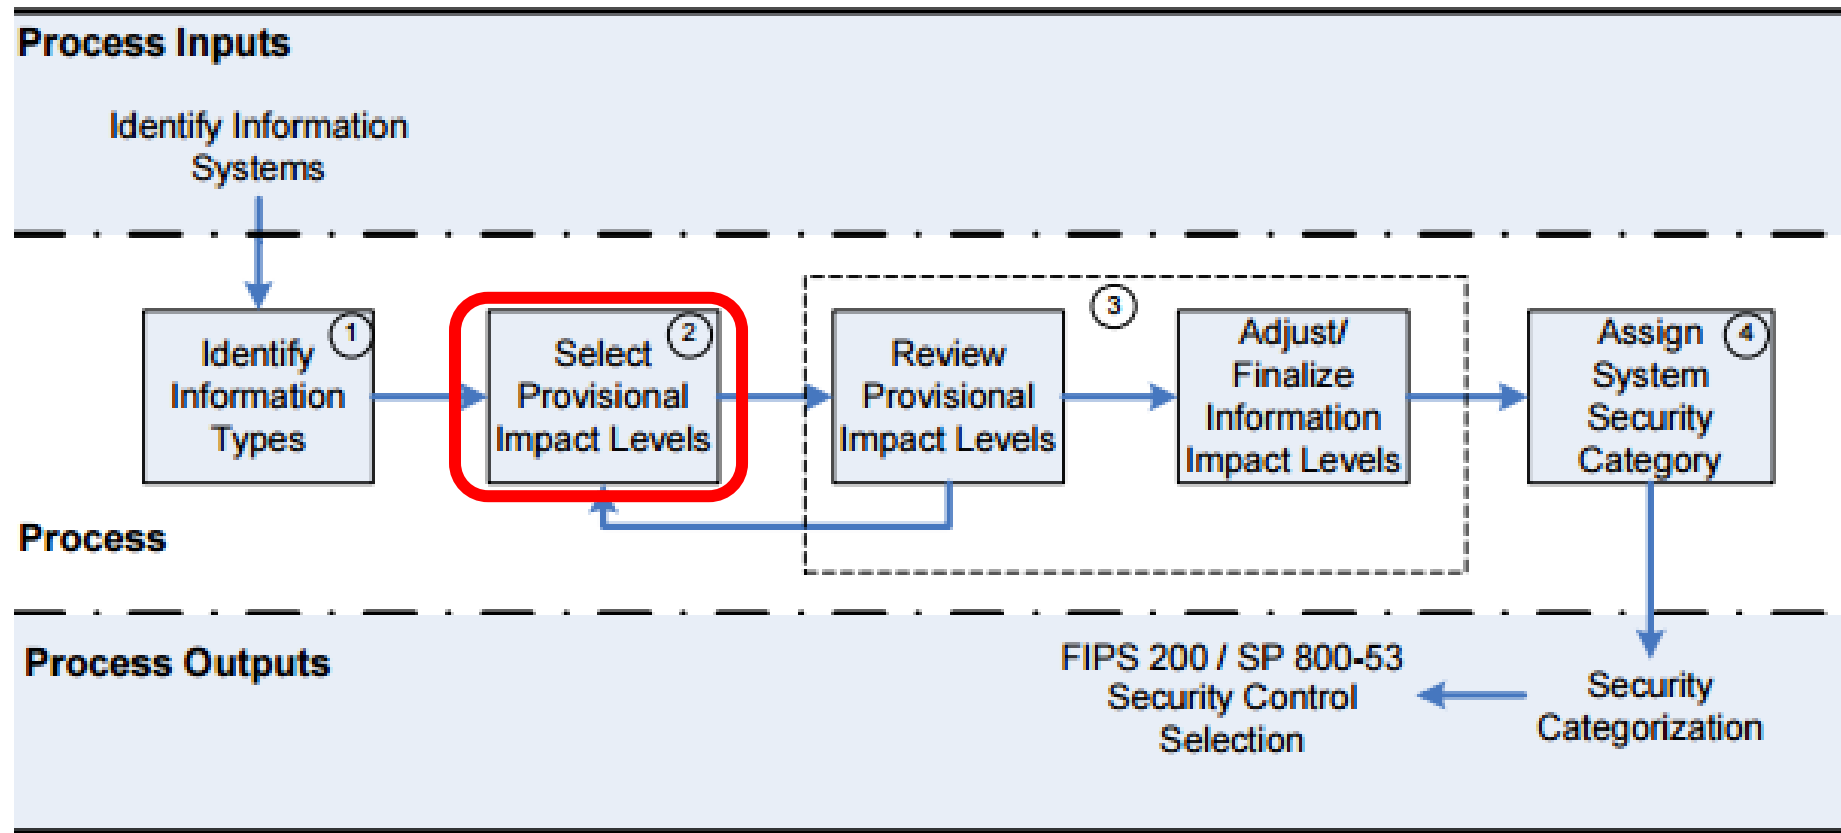 Process Inputs
Identify Information
Systems
1
Identify
Information
Types
2
Select
Provisional
Impact Levels
3
Review
Provisional
Impact Levels
Adjust/
Finalize
Information
Impact Levels
4
Assign
System
Security
Category
Process
Process Outputs
FIPS 200 / SP 800-53
Security Control
Selection
Security
Categorization